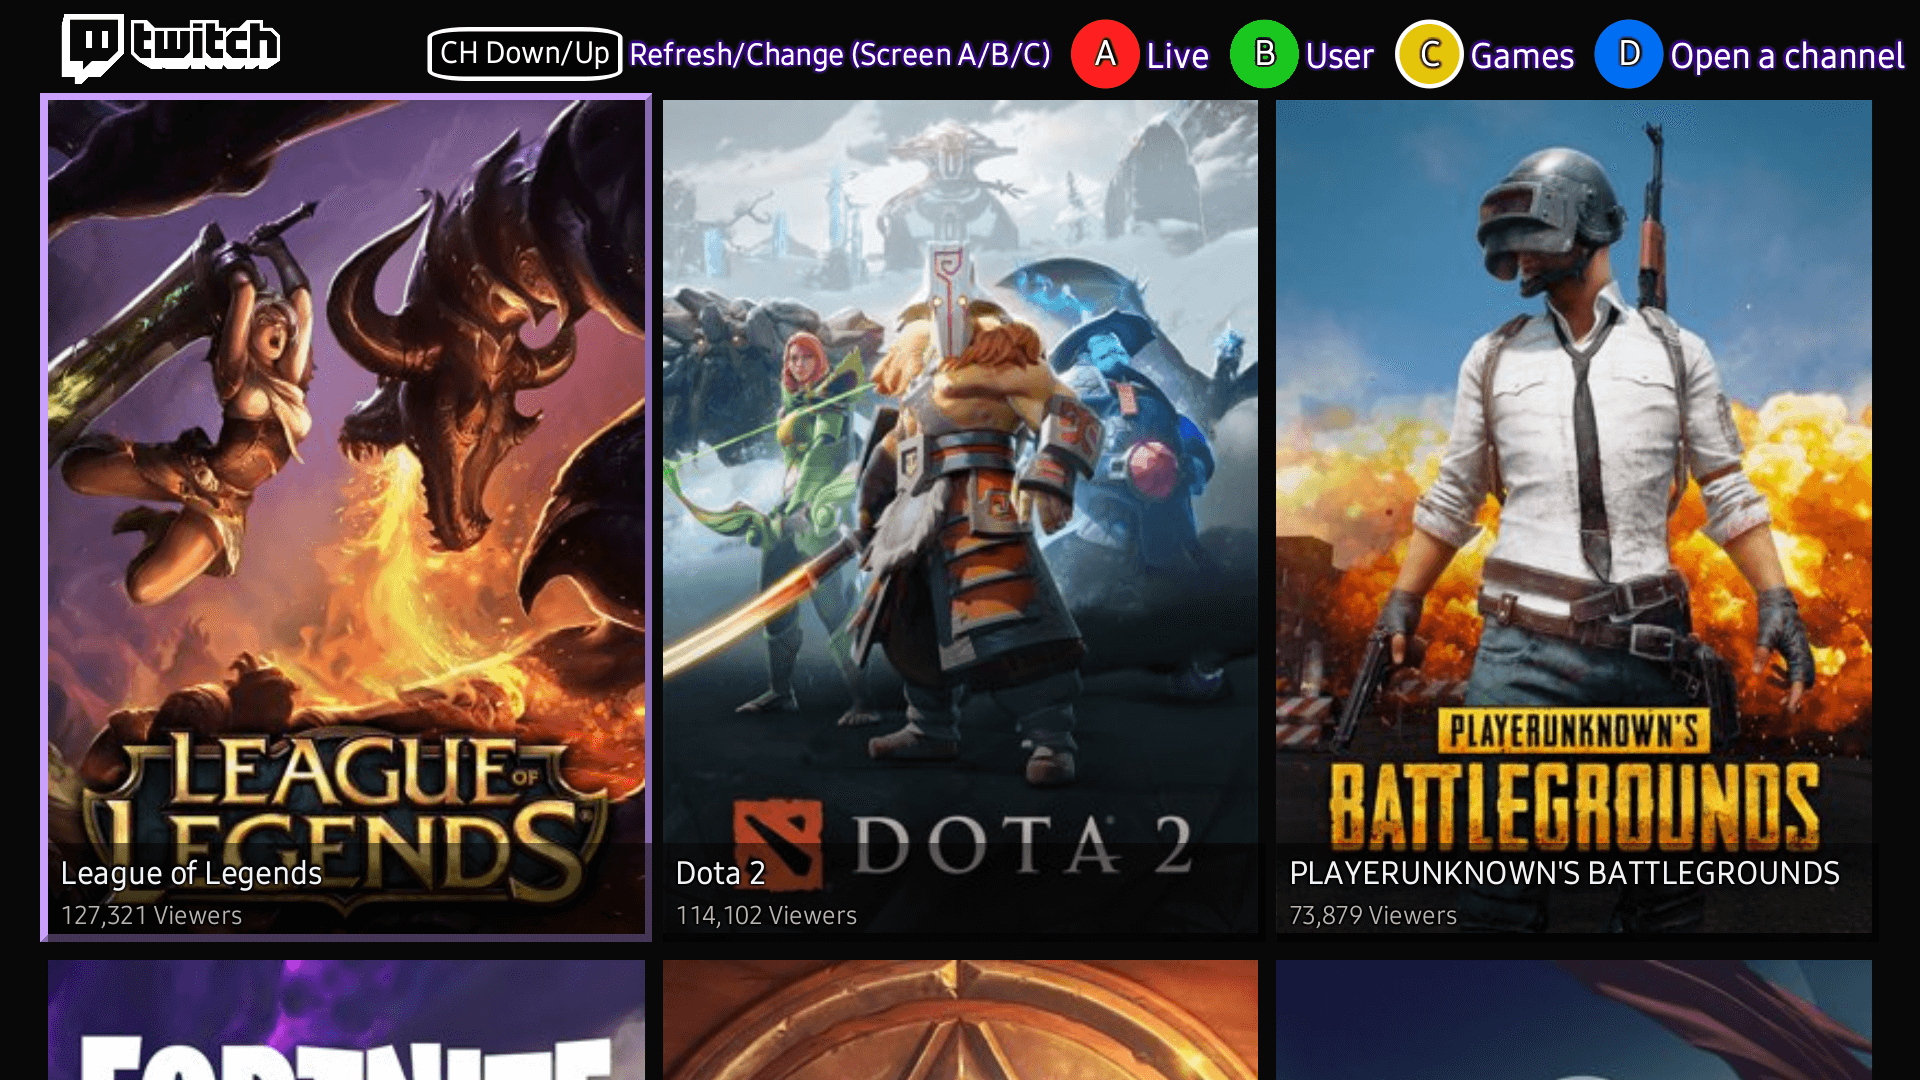 twitch
CH Down/Up Refresh/Change (Screen A/B/C) A Live B User C Games D Open a channel
LEAGUE OF
LEGENDS
League of Legends
127,321 Viewers
DOTA 2
Dota 2
114,102 Viewers
PLAYERUNKNOWN'S
BATTLEGROUNDS
PLAYERUNKNOWN'S BATTLEGROUNDS
73,879 Viewers
FORTNITE